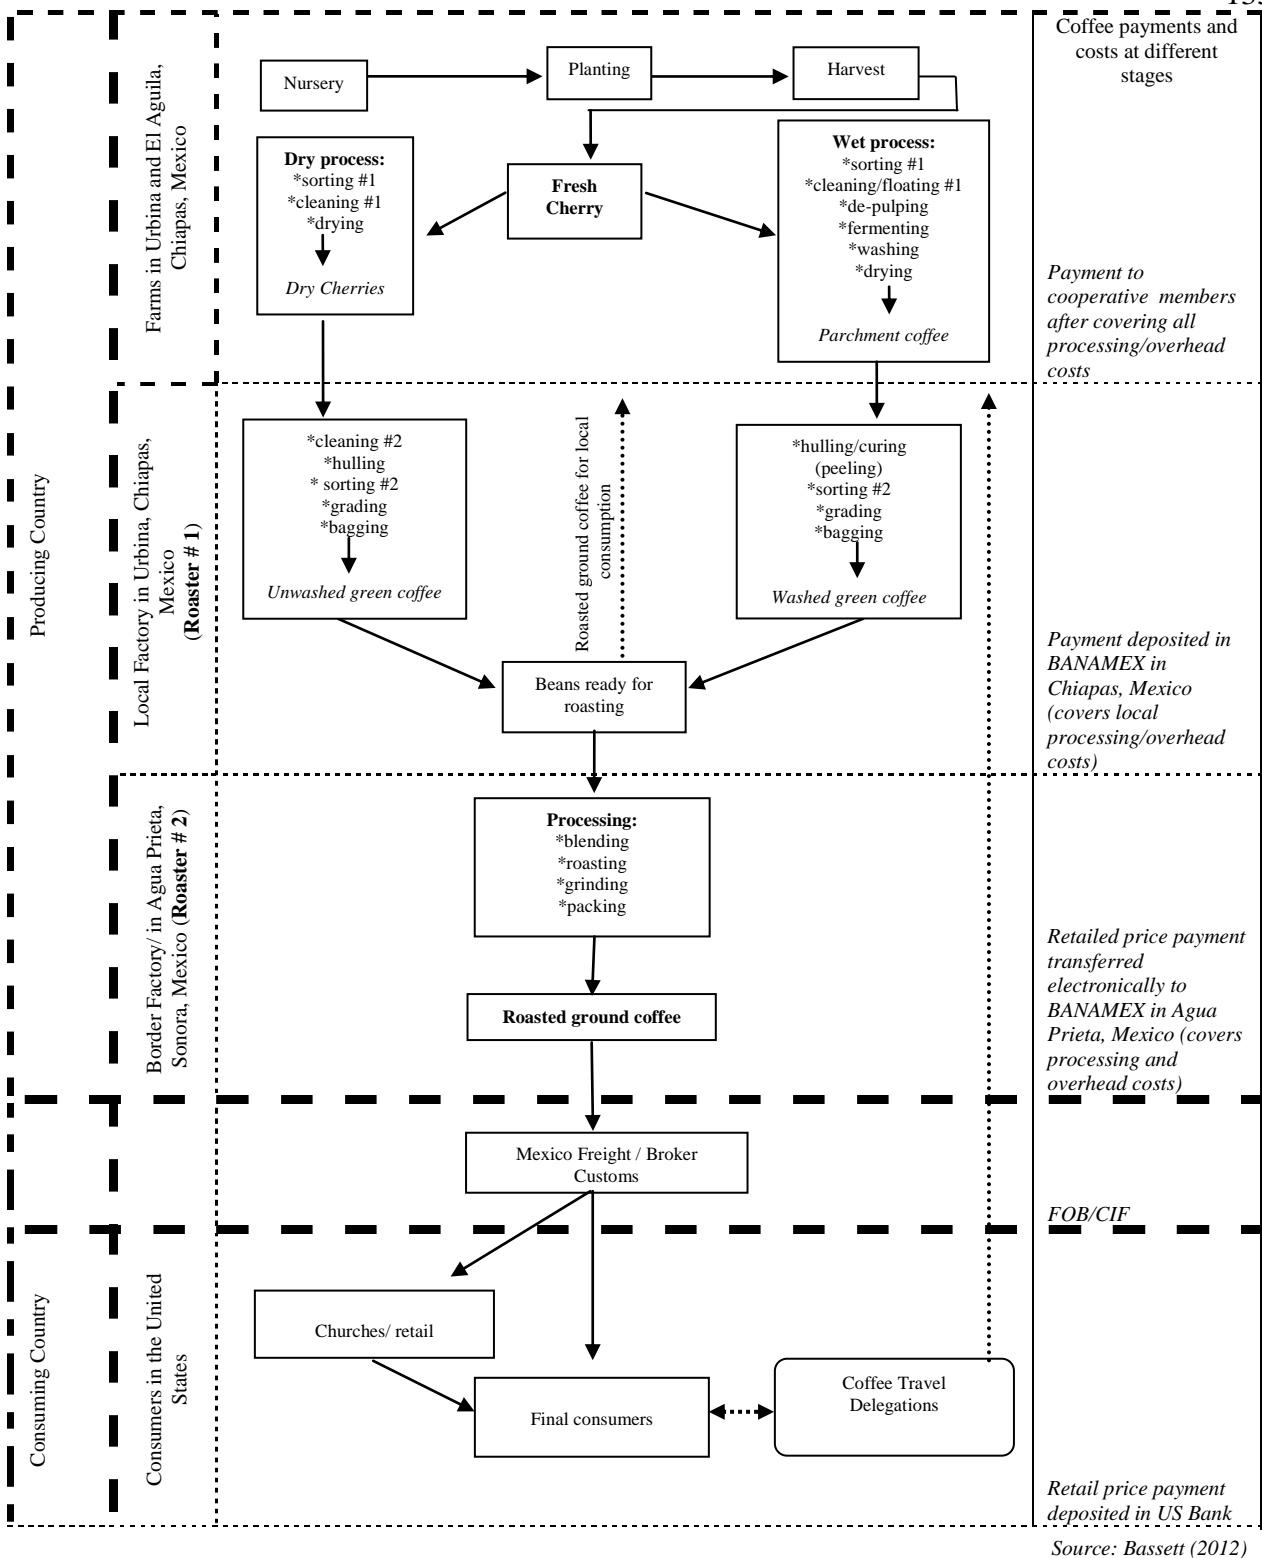 Coffee payments and
costs at different
stages
Nursery
Planting
Harvest
Farms in Urbina and El Aguila,
Chiapas, Mexico
Dry process:
*sorting #1
*cleaning #1
*drying
Dry Cherries
Fresh
Cherry
Wet process:
*sorting #1
*cleaning/floating #1
*de-pulping
*fermenting
*washing
*drying
Parchment coffee
Payment to
cooperative members
after covering all
processing/overhead
costs
Producing Country
Local Factory in Urbina, Chiapas,
Mexico
(Roaster # 1)
*cleaning #2
*hulling
* sorting #2
*grading
*bagging
Unwashed green coffee
Roasted ground coffee for local
consumption
*hulling/curing
(peeling)
*sorting #2
*grading
*bagging
Washed green coffee
Beans ready for
roasting
Payment deposited in
BANAMEX in
Chiapas, Mexico
(covers local
processing/overhead
costs)
Border Factory/ in Agua Prieta,
Sonora, Mexico (Roaster # 2)
Processing:
*blending
*roasting
*grinding
*packing
Roasted ground coffee
Retailed price payment
transferred
electronically to
BANAMEX in Agua
Prieta, Mexico (covers
processing and
overhead costs)
Mexico Freight / Broker
Customs
FOB/CIF
Consuming Country
Consumers in the United
States
Churches/ retail
Final consumers
Coffee Travel
Delegations
Retail price payment
deposited in US Bank
Source: Bassett (2012)